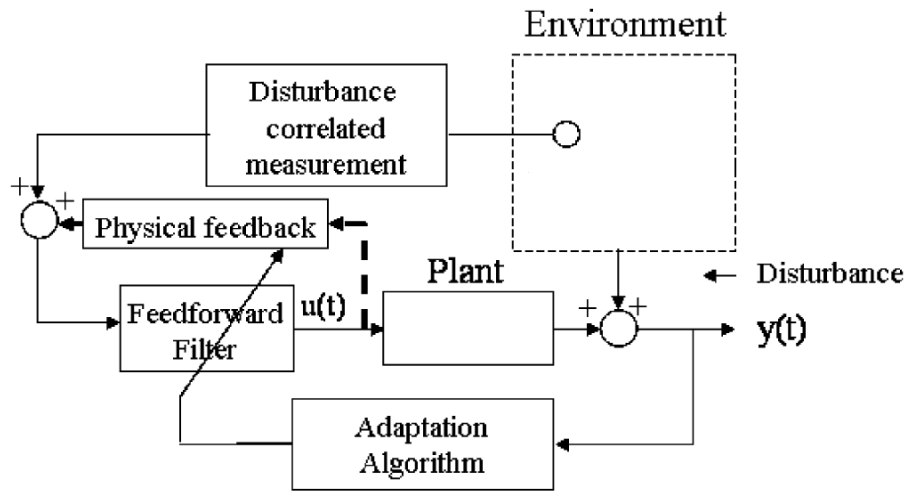 Environment
Disturbance
correlated
measurement
+
+
Physical feedback
Plant
Disturbance
Feedforward
Filter
u(t)
+
+
y(t)
Adaptation
Algorithm